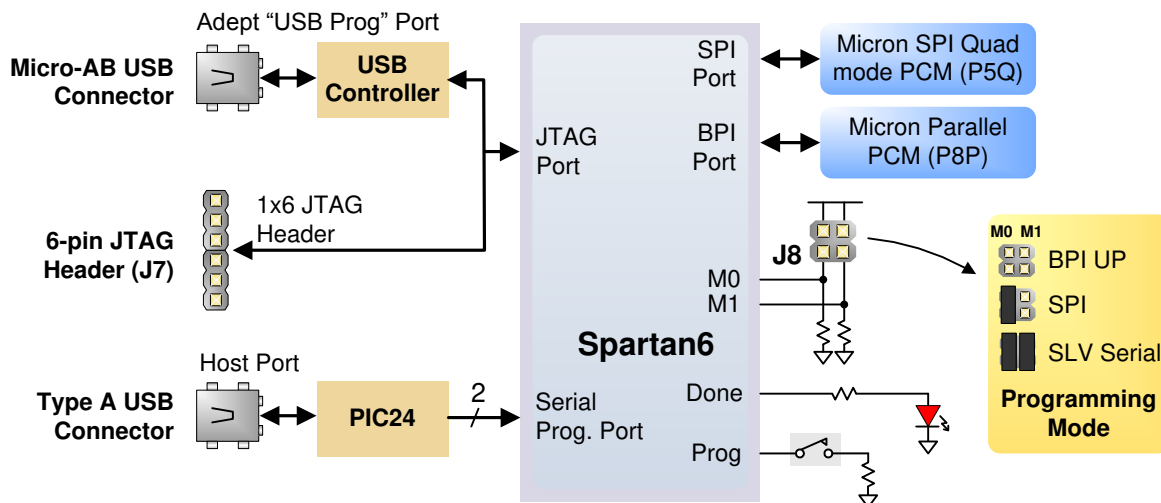 Adept “USB Prog” Port
Micro-AB USB
Connector
USB
Controller
1x6 JTAG
Header
6-pin JTAG
Header (J7)
Host Port
Type A USB
Connector
PIC24
2
JTAG
Port
Serial
Prog. Port
SPI
Port
BPI
Port
M0
M1
Spartan6
Done
Prog
Micron SPI Quad
mode PCM (P5Q)
Micron Parallel
PCM (P8P)
J8
M0 M1
BPI UP
SPI
SLV Serial
Programming
Mode